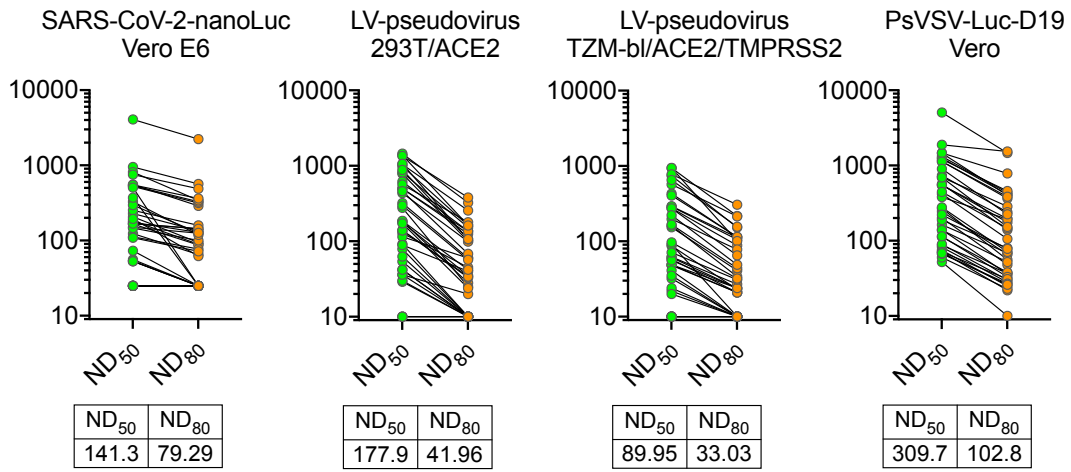 SARS-CoV-2-nanoLuc
Vero E6
10000
1000
100
10
ND50
ND80
ND50 ND80
141.3 79.29
LV-pseudovirus
293T/ACE2
10000
1000
100
10
ND50
ND80
ND50 ND80
177.9 41.96
LV-pseudovirus
TZM-bl/ACE2/TMPRSS2
10000
1000
100
10
ND50
ND80
ND50 ND80
89.95 33.03
PsVSV-Luc-D19
Vero
10000
1000
100
10
ND50
ND80
ND50 ND80
309.7 102.8